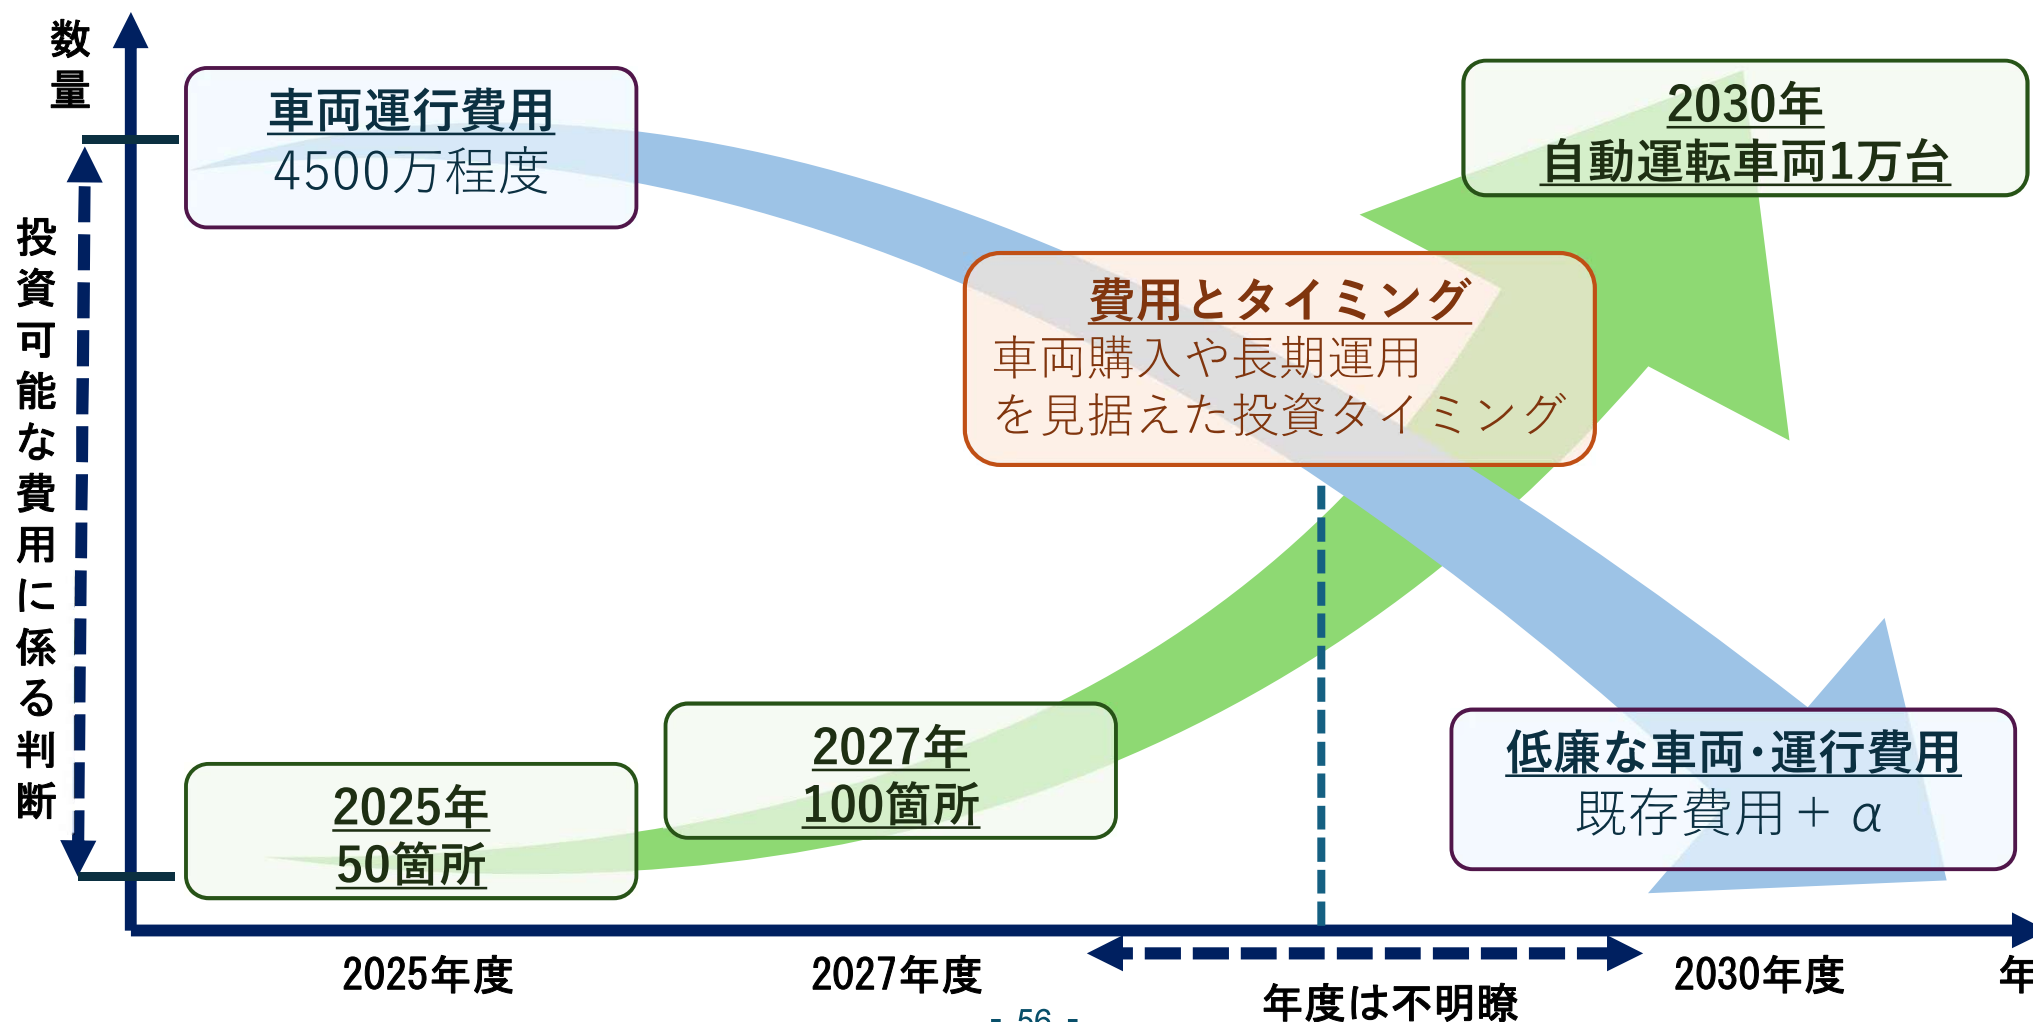 数量
投資可能な費用に係る判断
車両運行費用
4500万程度
2030年
自動運転車両1万台
費用とタイミング
車両購入や長期運用
を見据えた投資タイミング
2027年
100箇所
2025年
50箇所
低廉な車両・運行費用
既存費用＋α
2025年度
2027年度
2030年度
年
年度は不明瞭
- 56 -